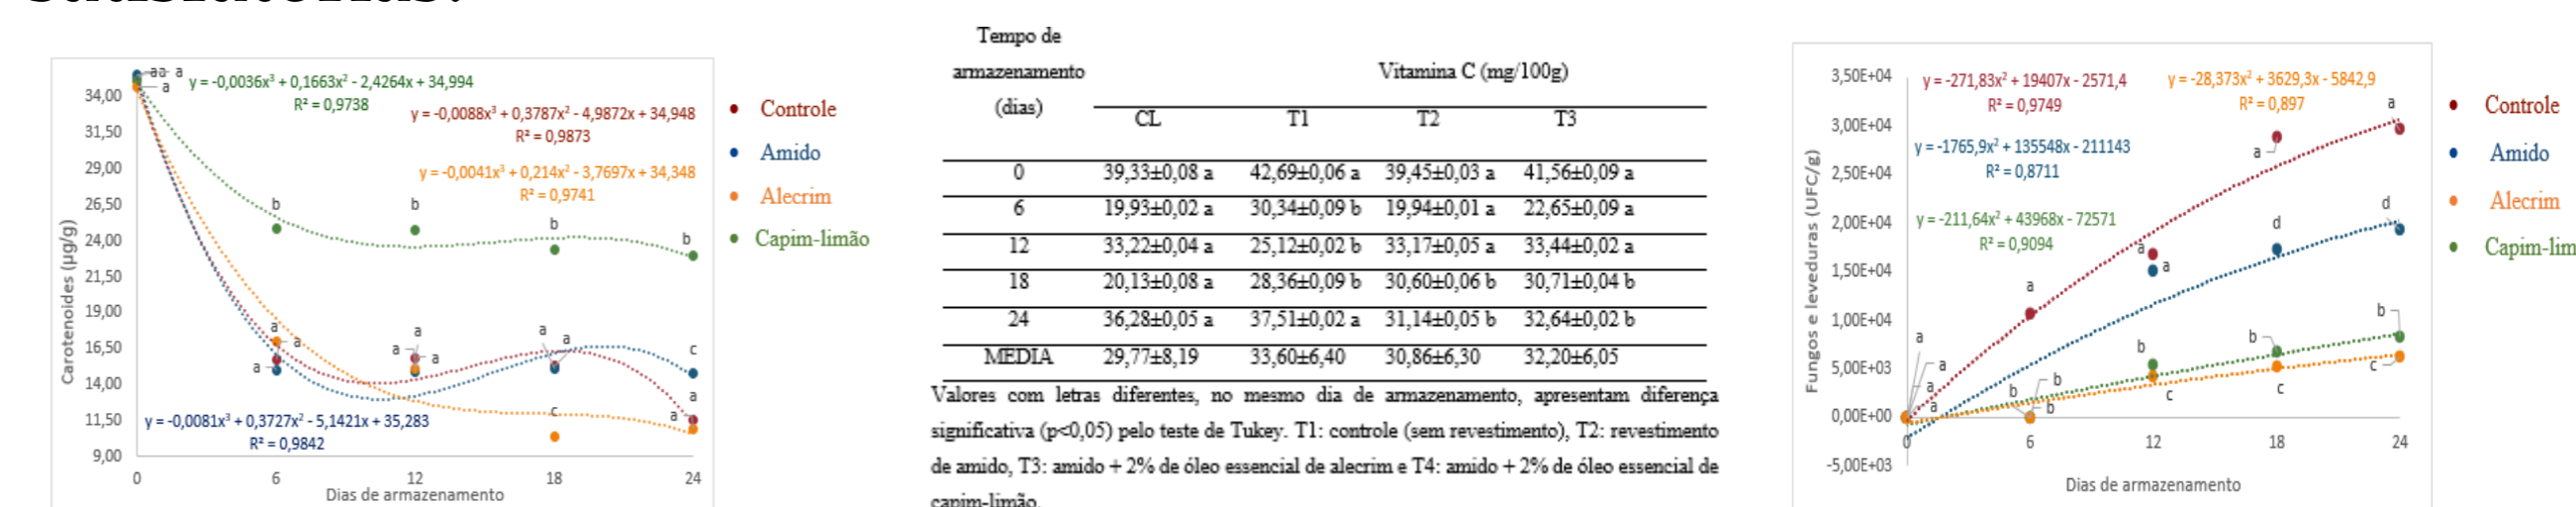 y = -0,0036x³ + 0,1663x² - 2,4264x + 34,994
R² = 0,9738
y = -0,0088x³ + 0,3787x² - 4,9872x + 34,948
R² = 0,9873
y = -0,0041x³ + 0,214x² - 3,7697x + 34,348
R² = 0,9741
y = -0,0081x³ + 0,3727x² - 5,1421x + 35,283
R² = 0,9842
Carotenoides (µg/g)
34,00
31,50
29,00
26,50
24,00
21,50
19,00
16,50
14,00
11,50
9,00
aa a
a
b b b b
a a a
a a a
a a c
c a a
0 6 12 18 24
Dias de armazenamento
Controle
Amido
Alecrim
Capim-limão
Tempo de
armazenamento
(dias)
Vitamina C (mg/100g)
CL T1 T2 T3
0 39,33±0,08 a 42,69±0,06 a 39,45±0,03 a 41,56±0,09 a
6 19,93±0,02 a 30,34±0,09 b 19,94±0,01 a 22,65±0,09 a
12 33,22±0,04 a 25,12±0,02 b 33,17±0,05 a 33,44±0,02 a
18 20,13±0,08 a 28,36±0,09 b 30,60±0,06 b 30,71±0,04 b
24 36,28±0,05 a 37,51±0,02 a 31,14±0,05 b 32,64±0,02 b
MEDIA 29,77±8,19 33,60±6,40 30,86±6,30 32,20±6,05
Valores com letras diferentes, no mesmo dia de armazenamento, apresentam diferença
significativa (p<0,05) pelo teste de Tukey. T1: controle (sem revestimento), T2: revestimento
de amido, T3: amido + 2% de óleo essencial de alecrim e T4: amido + 2% de óleo essencial de
capim-limão.
y = -271,83x² + 19407x - 2571,4
R² = 0,9749
y = -28,373x² + 3629,3x - 5842,9
R² = 0,897
y = -1765,9x² + 135548x - 211143
R² = 0,8711
y = -211,64x² + 43968x - 72571
R² = 0,9094
Fungos e leveduras (UFC/g)
3,50E+04
3,00E+04
2,50E+04
2,00E+04
1,50E+04
1,00E+04
5,00E+03
0,00E+00
-5,00E+03
a a a a
a b b b
a a b c
a d b c
a d b c
0 6 12 18 24
Dias de armazenamento
Controle
Amido
Alecrim
Capim-lim